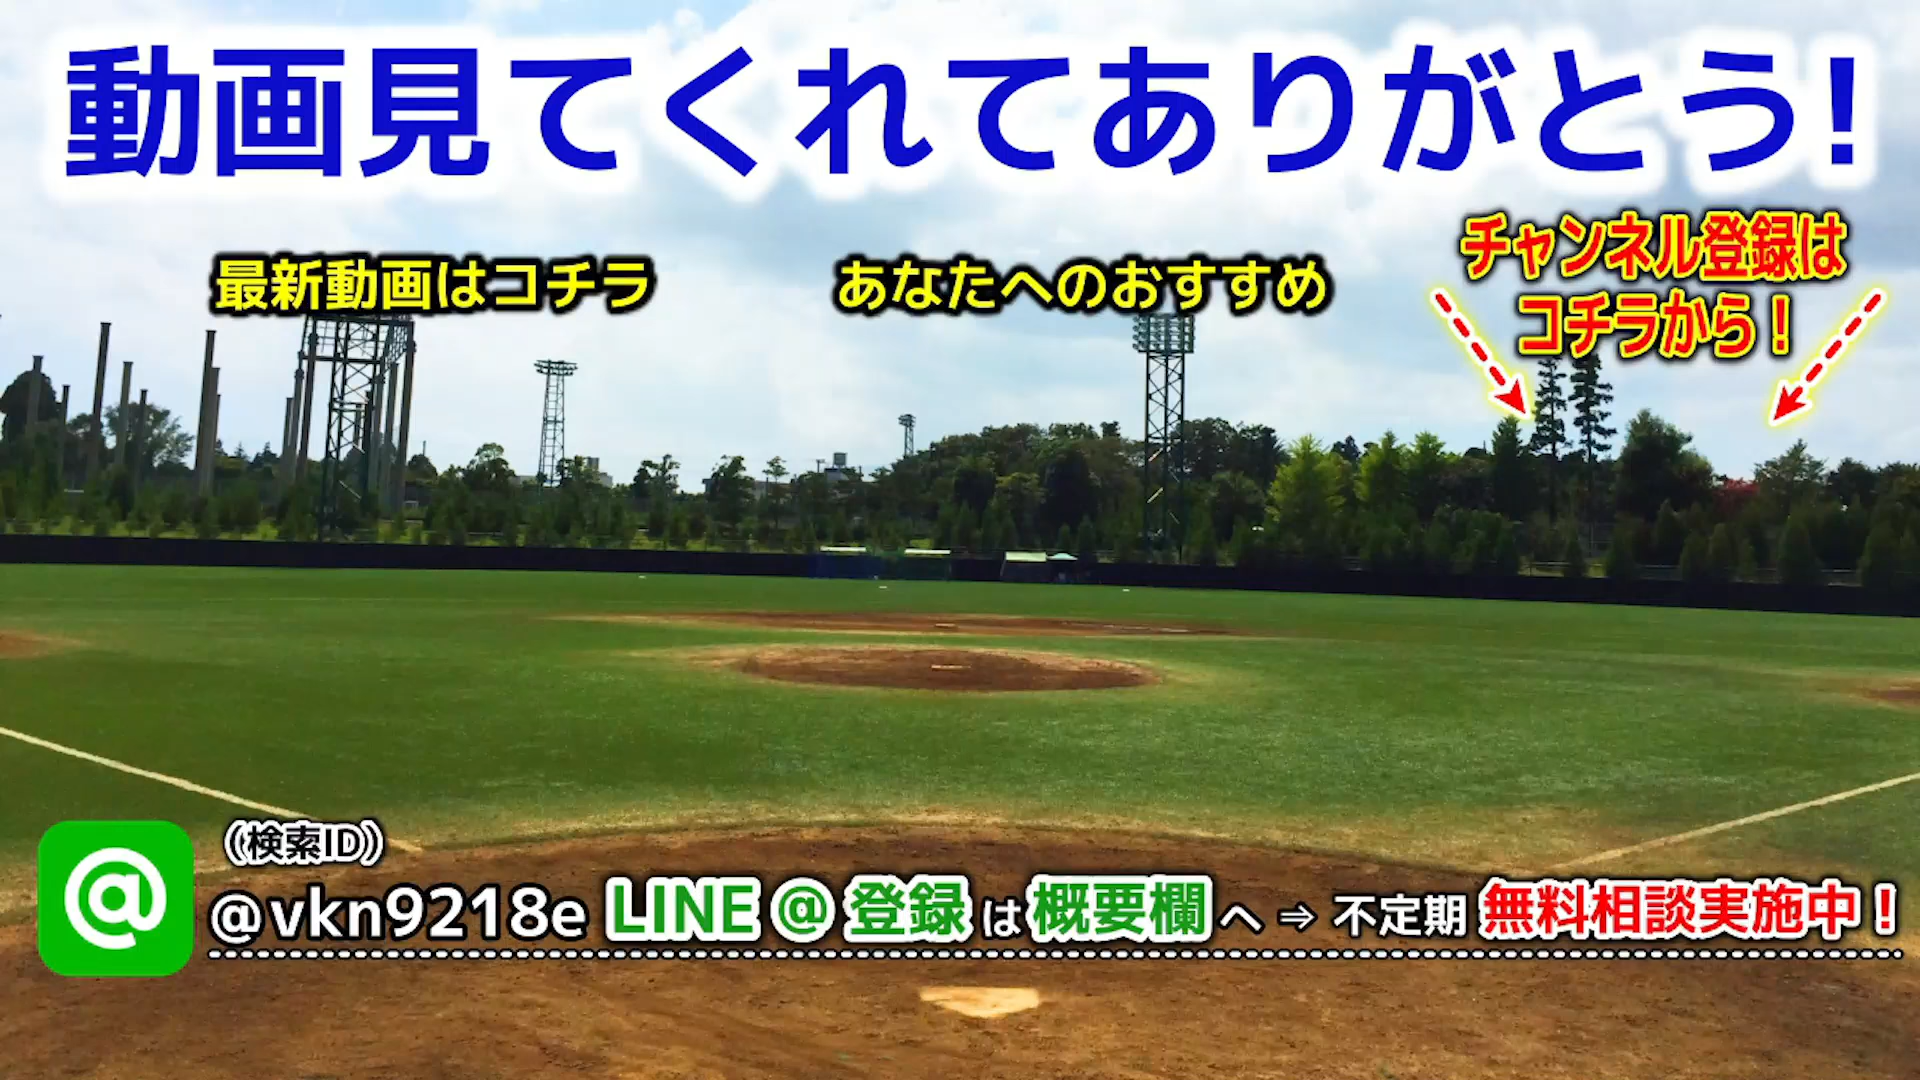 動画見てくれてありがとう!
最新動画はコチラ
あなたへのおすすめ
チャンネル登録は
コチラから!
(検索ID)
@vkn9218e LINE@登録は概要欄へ⇒不定期 無料相談実施中!